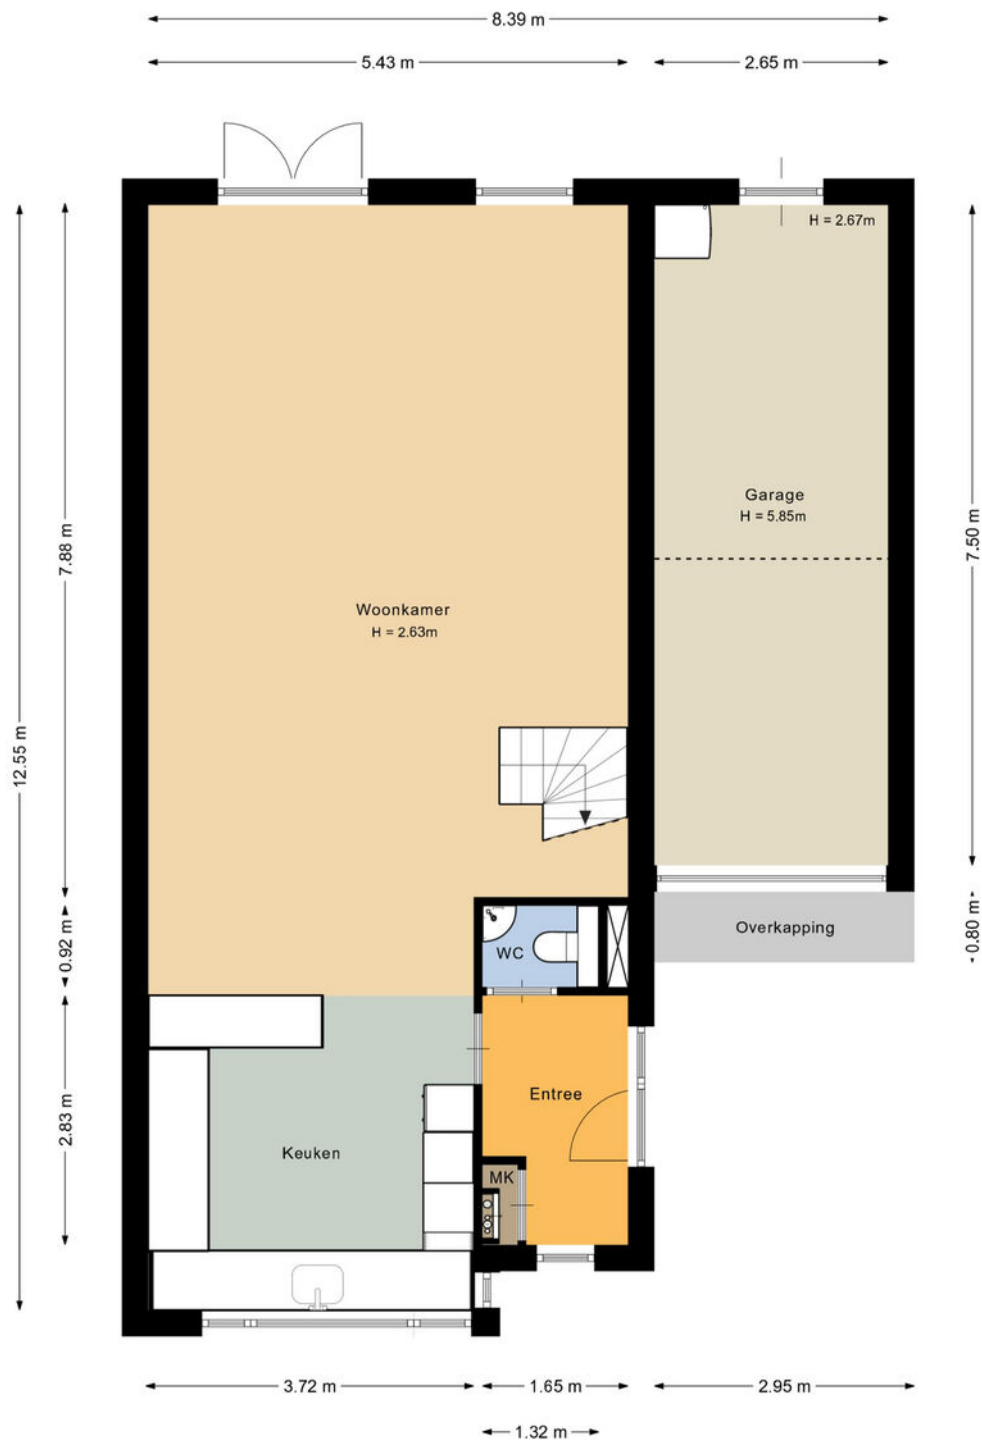 8.39 m
5.43 m
2.65 m
H = 2.67m
Garage
H = 5.85m
7.88 m
7.50 m
Woonkamer
H = 2.63m
12.55 m
0.92 m
WC
Overkapping
0.80 m
Entree
2.83 m
Keuken
MK
3.72 m
1.65 m
2.95 m
1.32 m